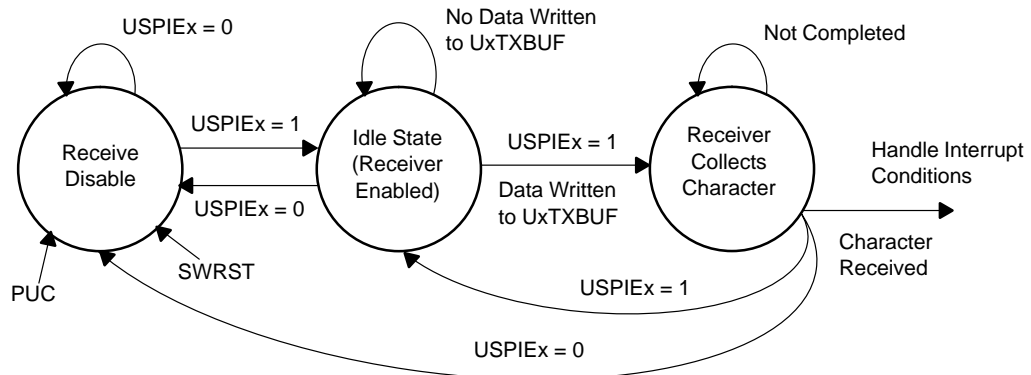 USPIEx = 0
No Data Written
to UxTXBUF
Not Completed
USPIEx = 1
Receive
Disable
Idle State
(Receiver
Enabled)
USPIEx = 1
Receiver
Collects
Character
Handle Interrupt
Conditions
USPIEx = 0
Data Written
to UxTXBUF
Character
Received
PUC
SWRST
USPIEx = 1
USPIEx = 0